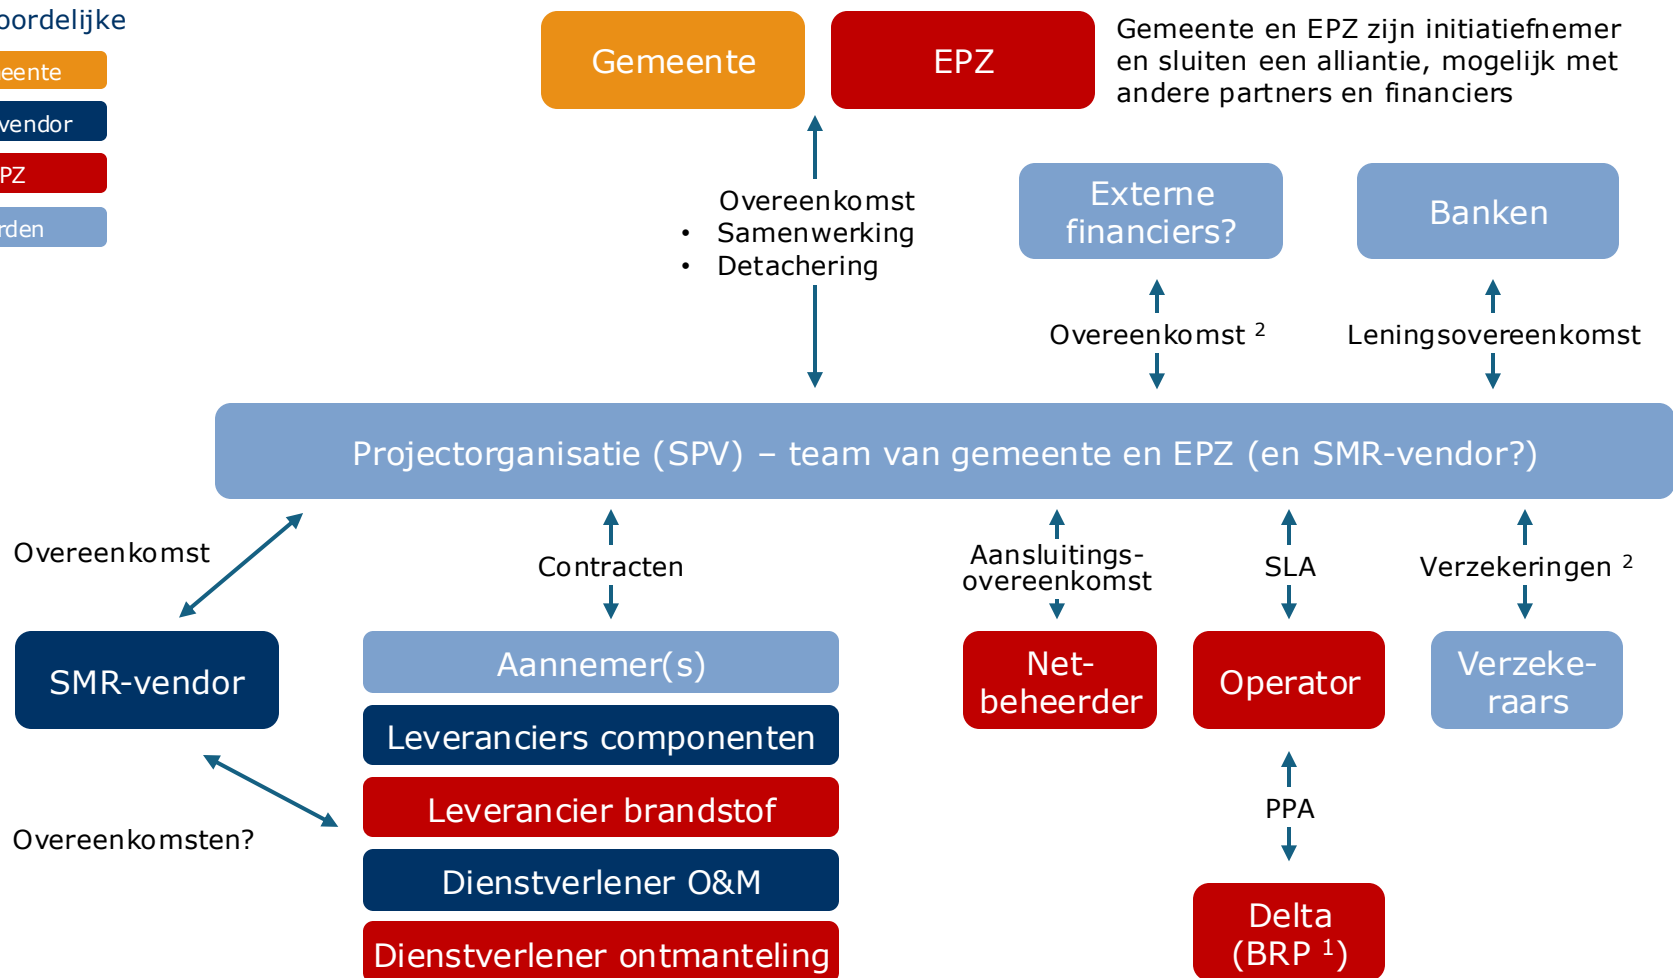 oordelijke
eente
vendor
PZ
rden
Gemeente
EPZ
Gemeente en EPZ zijn initiatiefnemer
en sluiten een alliantie, mogelijk met
andere partners en financiers
Overeenkomst
• Samenwerking
• Detachering
Externe
financiers?
Banken
Overeenkomst ²
Leningsovereenkomst
Projectorganisatie (SPV) – team van gemeente en EPZ (en SMR-vendor?)
Overeenkomst
Contracten
Aansluitings-
overeenkomst
SLA
Verzekeringen ²
SMR-vendor
Aannemer(s)
Leveranciers componenten
Leverancier brandstof
Dienstverlener O&M
Dienstverlener ontmanteling
Net-
beheerder
Operator
Verzeke-
raars
Overeenkomsten?
PPA
Delta
(BRP ¹)